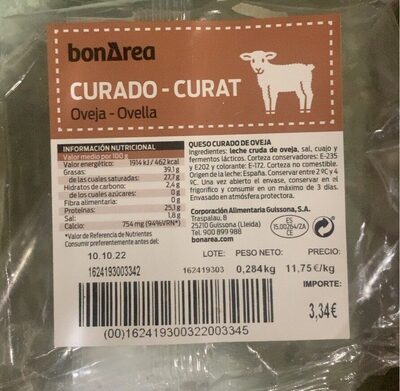 bonÀrea
CURADO - CURAT
Oveja - Ovella
INFORMACIÓN NUTRICIONAL
Valor medio por 100 g
Valor energético: 1914 kJ / 462 kcal
Grasas: 39,1 g
de las cuales saturadas: 27,7 g
Hidratos de carbono: 2,4 g
de los cuales azúcares: 0 g
Fibra alimentaria: 0 g
Proteínas: 25,1 g
Sal: 1,8 g
Calcio: 754 mg (94%VRN*)
*Valor de Referencia de Nutrientes
Consumir preferentemente antes del:
10.10.22
1624193003342
QUESO CURADO DE OVEJA
Ingredientes: leche cruda de oveja, sal, cuajo y
fermentos lácticos. Corteza conservadores: E-235
y E202 y colorante: E-172. Corteza no comestible.
Origen de la leche: España. Conservar entre 2 ºC y 4
ºC. Una vez abierto el envase, conservar en el
frigorífico y consumir en un máximo de 3 días.
Envasado en atmósfera protectora.
Corporación Alimentaria Guissona, S.A.
Traspalau, 8
25210 Guissona (Lleida)
Tel. 900 899 988
bonarea.com
ES
15.00264/ZA
CE
LOTE: PESO NETO: PRECIO:
16241930 0,284kg 11,75 €/kg
IMPORTE:
3,34€
(00)162419300322003345